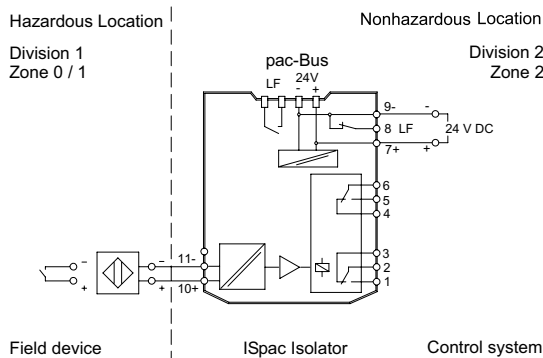 Hazardous Location
Nonhazardous Location
Division 1
Zone 0 / 1
Division 2
Zone 2
pac-Bus
LF
24V
- +
9-
-
8 LF
24 V DC
7+
+
6
5
4
3
2
1
11-
10+
-
+
-
+
Field device
ISpac Isolator
Control system